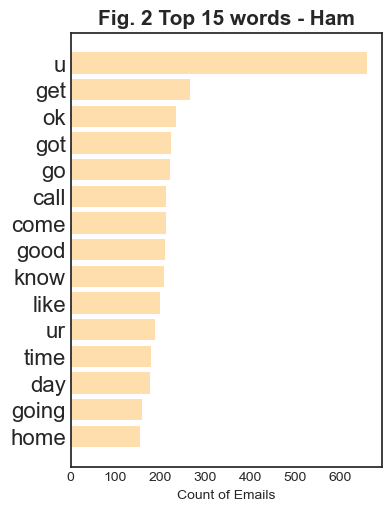 Fig. 2 Top 15 words - Ham
u
get
ok
got
go
call
come
good
know
like
ur
time
day
going
home
0 100 200 300 400 500 600
Count of Emails